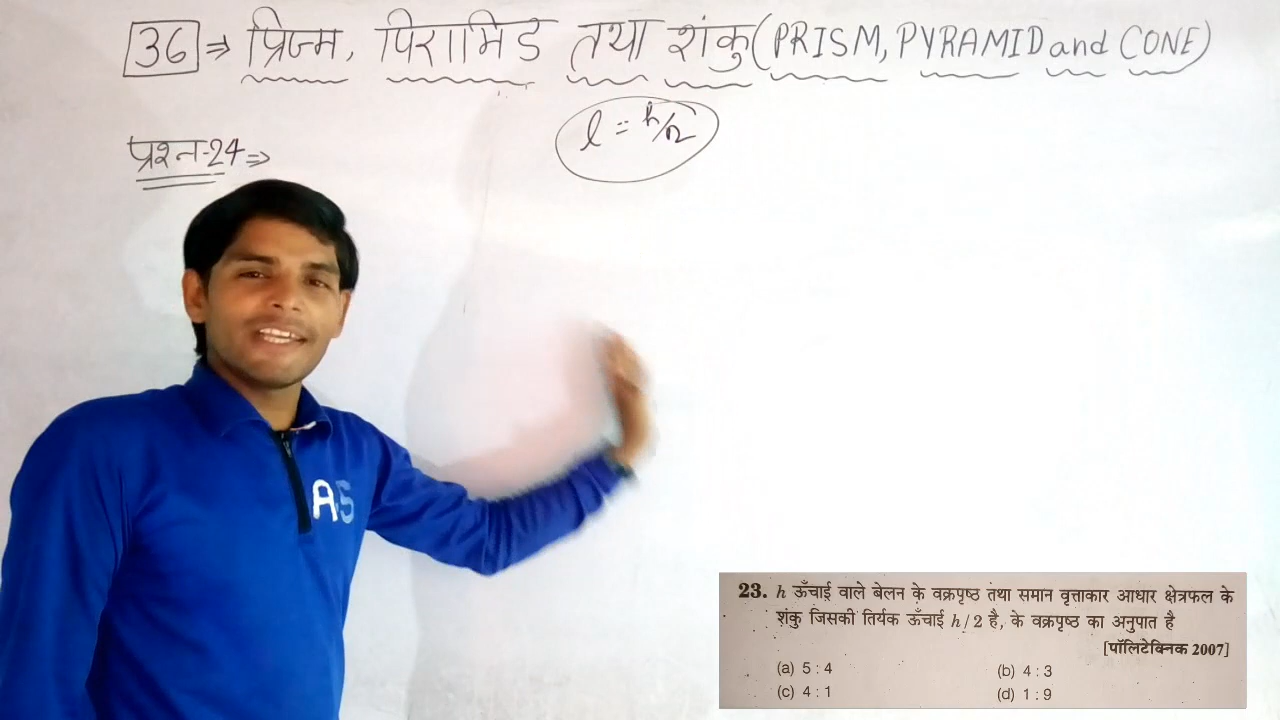 36 ⇒ प्रिज्म, पिरामिड तथा शंकु (PRISM, PYRAMID and CONE)
l = h/2
प्रश्न-24 ⇒
AS
23. h ऊँचाई वाले बेलन के वक्रपृष्ठ तथा समान वृत्ताकार आधार क्षेत्रफल के
शंकु जिसकी तिर्यक ऊँचाई h/2 है, के वक्रपृष्ठ का अनुपात है
[पॉलिटेक्निक 2007]
(a) 5 : 4 (b) 4 : 3
(c) 4 : 1 (d) 1 : 9